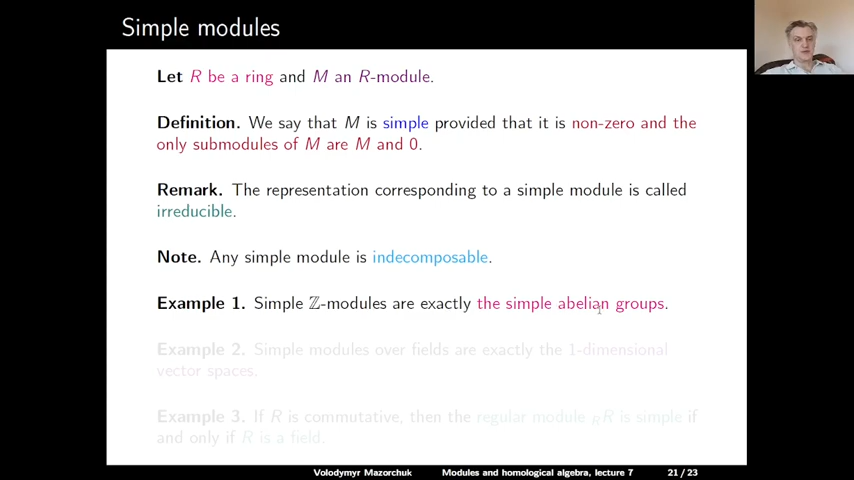 Simple modules
Let R be a ring and M an R-module.
Definition. We say that M is simple provided that it is non-zero and the
only submodules of M are M and 0.
Remark. The representation corresponding to a simple module is called
irreducible.
Note. Any simple module is indecomposable.
Example 1. Simple ℤ-modules are exactly the simple abelian groups.
Example 2. Simple modules over fields are exactly the 1-dimensional
vector spaces.
Example 3. If R is commutative, then the regular module ᵣR is simple if
and only if R is a field.
Volodymyr Mazorchuk Modules and homological algebra, lecture 7 21 / 23